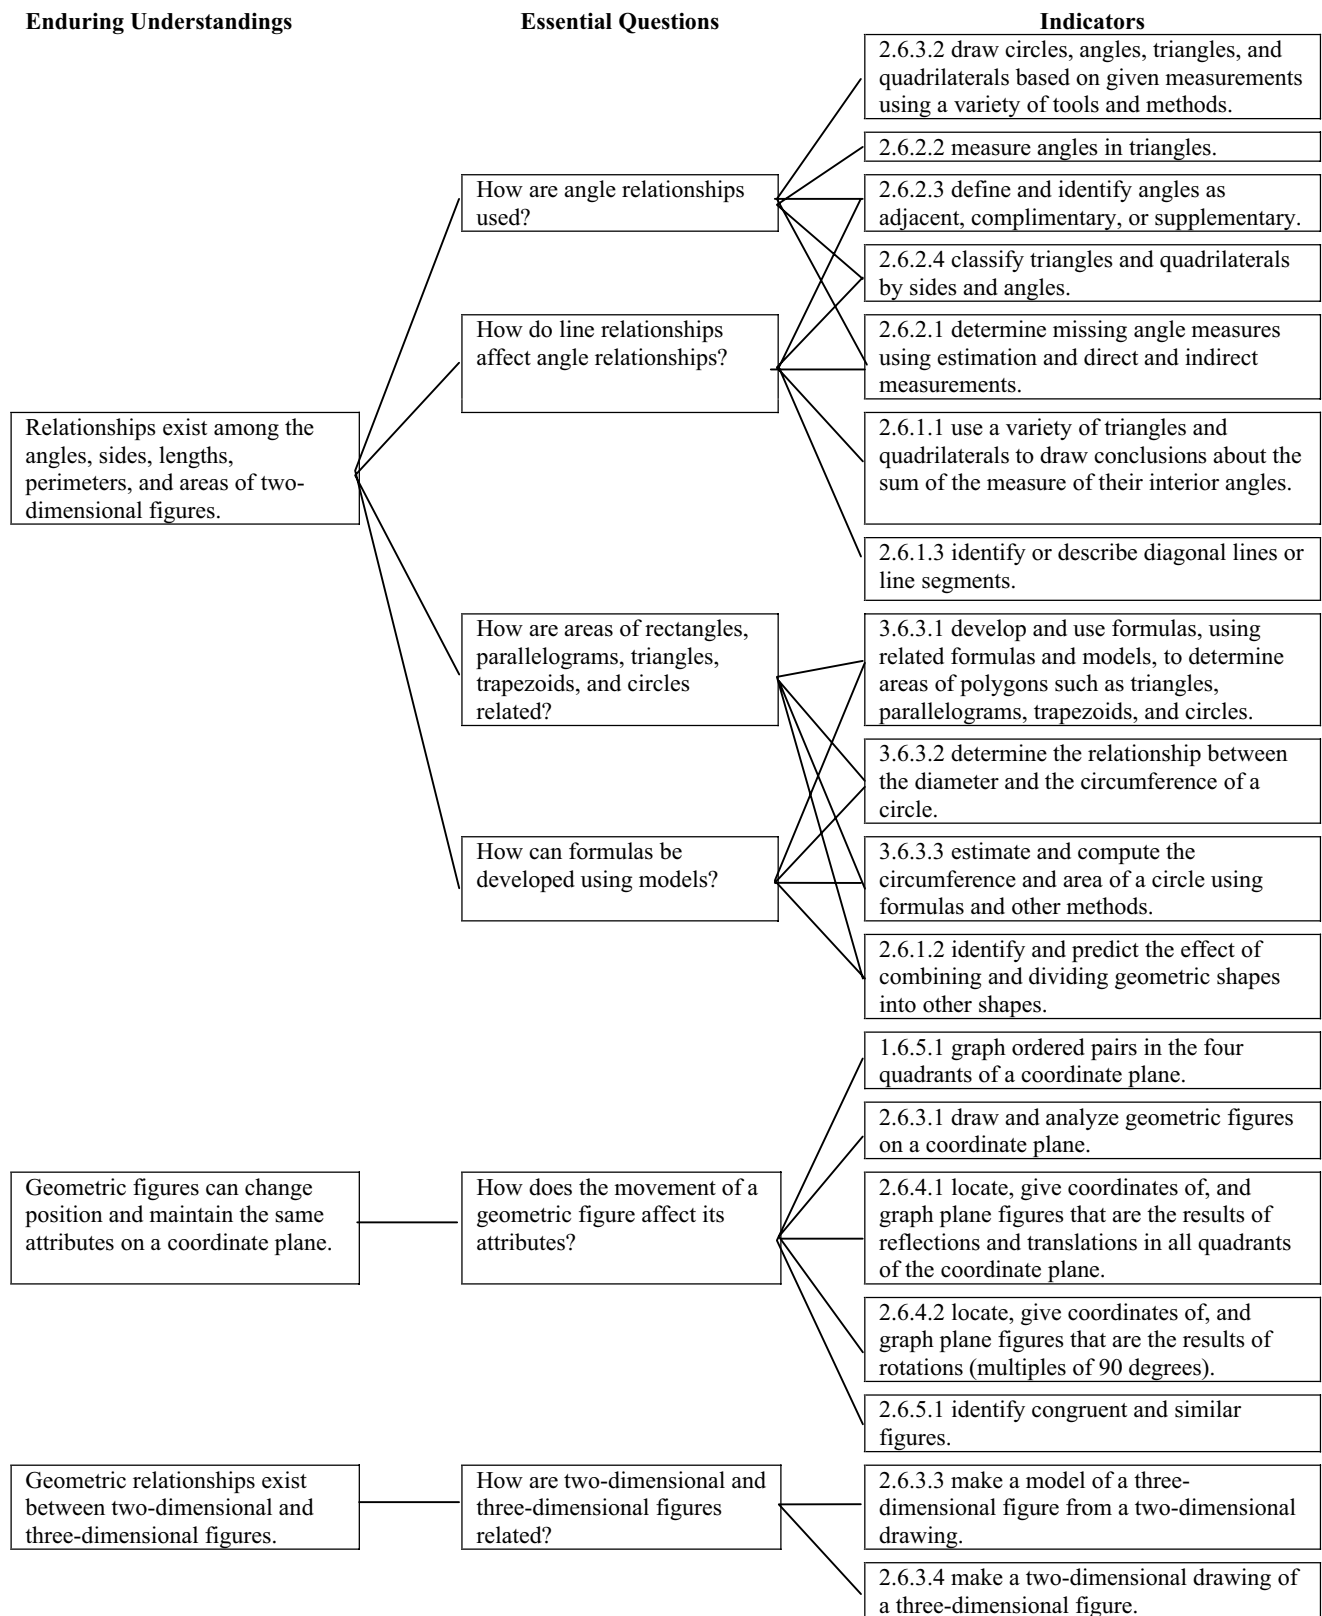 Enduring Understandings
Essential Questions
Indicators
2.6.3.2 draw circles, angles, triangles, and
quadrilaterals based on given measurements
using a variety of tools and methods.
2.6.2.2 measure angles in triangles.
How are angle relationships
used?
2.6.2.3 define and identify angles as
adjacent, complimentary, or supplementary.
2.6.2.4 classify triangles and quadrilaterals
by sides and angles.
How do line relationships
affect angle relationships?
2.6.2.1 determine missing angle measures
using estimation and direct and indirect
measurements.
Relationships exist among the
angles, sides, lengths,
perimeters, and areas of two-
dimensional figures.
2.6.1.1 use a variety of triangles and
quadrilaterals to draw conclusions about the
sum of the measure of their interior angles.
2.6.1.3 identify or describe diagonal lines or
line segments.
How are areas of rectangles,
parallelograms, triangles,
trapezoids, and circles
related?
3.6.3.1 develop and use formulas, using
related formulas and models, to determine
areas of polygons such as triangles,
parallelograms, trapezoids, and circles.
3.6.3.2 determine the relationship between
the diameter and the circumference of a
circle.
How can formulas be
developed using models?
3.6.3.3 estimate and compute the
circumference and area of a circle using
formulas and other methods.
2.6.1.2 identify and predict the effect of
combining and dividing geometric shapes
into other shapes.
1.6.5.1 graph ordered pairs in the four
quadrants of a coordinate plane.
2.6.3.1 draw and analyze geometric figures
on a coordinate plane.
Geometric figures can change
position and maintain the same
attributes on a coordinate plane.
How does the movement of a
geometric figure affect its
attributes?
2.6.4.1 locate, give coordinates of, and
graph plane figures that are the results of
reflections and translations in all quadrants
of the coordinate plane.
2.6.4.2 locate, give coordinates of, and
graph plane figures that are the results of
rotations (multiples of 90 degrees).
2.6.5.1 identify congruent and similar
figures.
Geometric relationships exist
between two-dimensional and
three-dimensional figures.
How are two-dimensional and
three-dimensional figures
related?
2.6.3.3 make a model of a three-
dimensional figure from a two-dimensional
drawing.
2.6.3.4 make a two-dimensional drawing of
a three-dimensional figure.